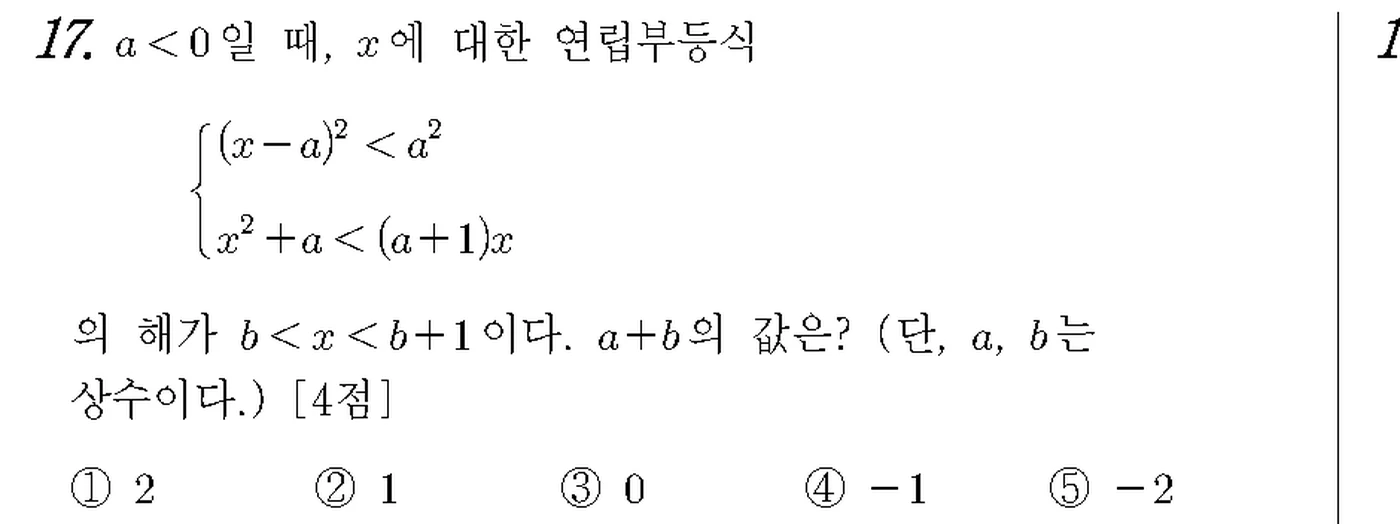 17. a<0일 때, x에 대한 연립부등식
(x-a)²<a²
x²+a<(a+1)x
의 해가 b<x<b+1이다. a+b의 값은? (단, a, b는
상수이다.) [4점]
① 2 ② 1 ③ 0 ④ -1 ⑤ -2